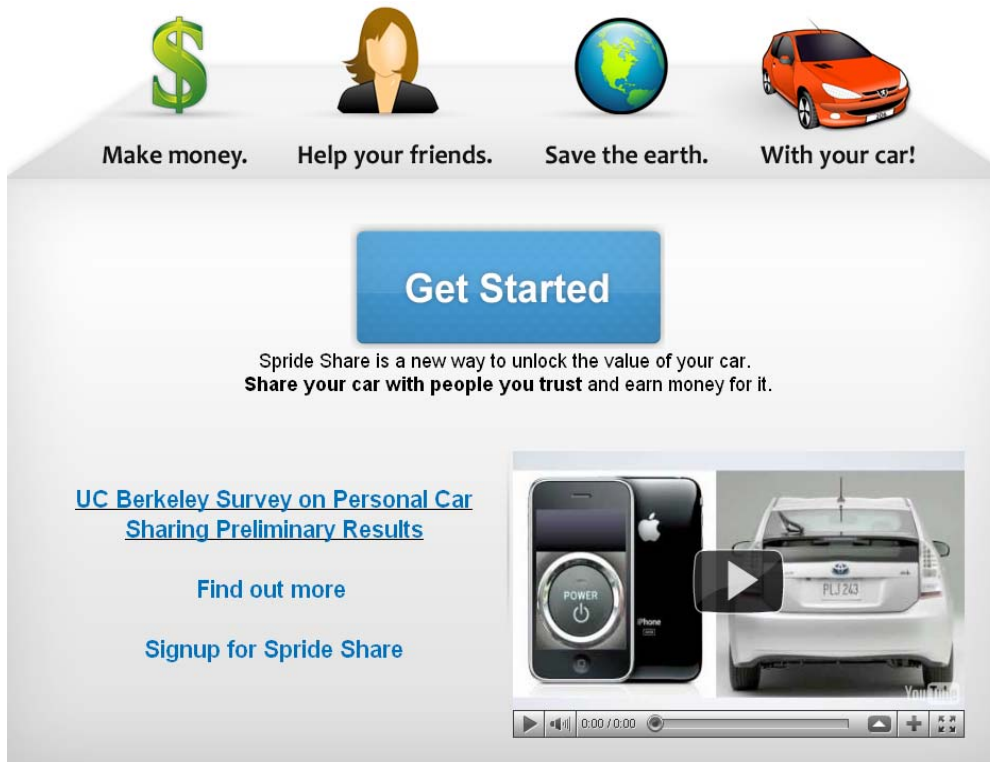 Make money. Help your friends. Save the earth. With your car!
Get Started
Spride Share is a new way to unlock the value of your car.
Share your car with people you trust and earn money for it.
UC Berkeley Survey on Personal Car
Sharing Preliminary Results
Find out more
Signup for Spride Share
POWER
iPhone
PLJ 243
YouTube
0:00 / 0:00